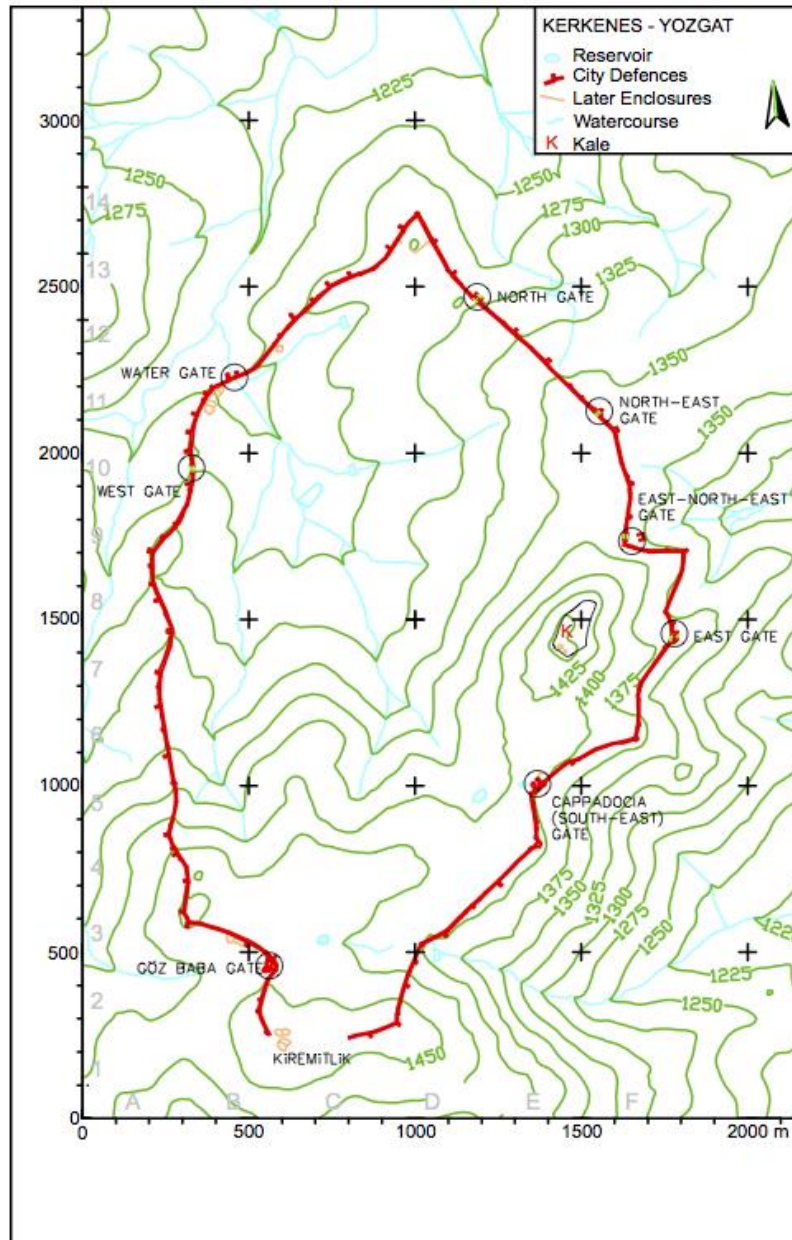 KERKENES - YOZGAT
Reservoir
City Defences
Later Enclosures
Watercourse
K Kale
1225
3000
1250
1275
14
1250
1275
1300
1325
13
2500
NORTH GATE
12
1350
WATER GATE
11
NORTH-EAST
GATE
1350
2000
10
WEST GATE
EAST-NORTH-EAST
GATE
9
8
1500
K
EAST GATE
7
1425
1400
1375
6
1000
5
CAPPADOCIA
(SOUTH-EAST)
GATE
4
1375
1350
1325
1300
1275
1250
1225
3
500
GÖZ BABA GATE
2
1250
KİREMİTLİK
1450
1
A B C D E F
0
0 500 1000 1500 2000 m